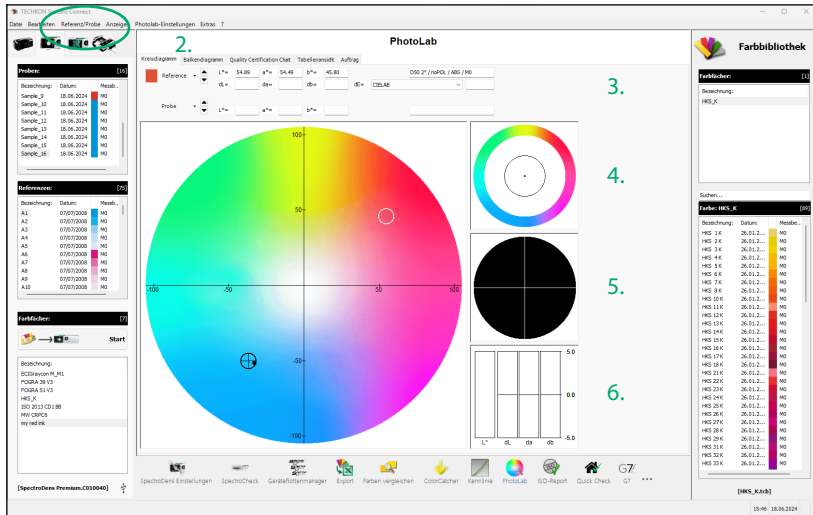 TECHKON SpectroConnect
Datei Bearbeiten Referenz/Probe Anzeigen Photolab-Einstellungen Extras ?
2.
PhotoLab
Farbbibliothek
Proben: [16]
Bezeichnung: Datum: Messb...
Sample_9 18.06.2024 M0
Sample_10 18.06.2024 M0
Sample_11 18.06.2024 M0
Sample_12 18.06.2024 M0
Sample_13 18.06.2024 M0
Sample_14 18.06.2024 M0
Sample_15 18.06.2024 M0
Sample_16 18.06.2024 M0
Referenzen: [75]
Bezeichnung: Datum: Messb...
A1 07/07/2008 M0
A2 07/07/2008 M0
A3 07/07/2008 M0
A4 07/07/2008 M0
A5 07/07/2008 M0
A6 07/07/2008 M0
A7 07/07/2008 M0
A8 07/07/2008 M0
A9 07/07/2008 M0
A10 07/07/2008 M0
Farbfächer: [7]
Start
Bezeichnung:
ECIGraycon M_M1
FOGRA 39 V3
FOGRA 51 V3
HKS_K
ISO 2013 CD1 BB
MW CRPC6
my red ink
[SpectroDens Premium.C010040]
Kreisdiagramm Balkendiagramm Quality Certification Chart Tabellenansicht Auftrag
Reference L*= 54.89 a*= 54.49 b*= 45.80 D50 2° / noPOL / ABS / M0
dL= da= db= dE= CIELAB
Probe L*= a*= b*=
3.
4.
5.
6.
100
50
-100 -50 50 100
-50
-100
5.0
0.0
-5.0
L* dL da db
SpectroDens Einstellungen SpectroCheck Geräteflottenmanager Export Farben vergleichen ColorCatcher Kennlinie PhotoLab ISO-Report Quick Check G7 •••
Farbfächer: [1]
Bezeichnung:
HKS_K
Suchen...
Farbe: HKS_K [89]
Bezeichnung: Datum: Messbe...
HKS 1 K 26.01.2... M0
HKS 2 K 26.01.2... M0
HKS 3 K 26.01.2... M0
HKS 4 K 26.01.2... M0
HKS 5 K 26.01.2... M0
HKS 6 K 26.01.2... M0
HKS 7 K 26.01.2... M0
HKS 8 K 26.01.2... M0
HKS 10 K 26.01.2... M0
HKS 11 K 26.01.2... M0
HKS 12 K 26.01.2... M0
HKS 13 K 26.01.2... M0
HKS 14 K 26.01.2... M0
HKS 15 K 26.01.2... M0
HKS 16 K 26.01.2... M0
HKS 17 K 26.01.2... M0
HKS 18 K 26.01.2... M0
HKS 21 K 26.01.2... M0
HKS 22 K 26.01.2... M0
HKS 23 K 26.01.2... M0
HKS 24 K 26.01.2... M0
HKS 25 K 26.01.2... M0
HKS 26 K 26.01.2... M0
HKS 27 K 26.01.2... M0
HKS 28 K 26.01.2... M0
HKS 29 K 26.01.2... M0
HKS 31 K 26.01.2... M0
HKS 32 K 26.01.2... M0
HKS 33 K 26.01.2... M0
[HKS_K.tcb]
15:46 18.06.2024